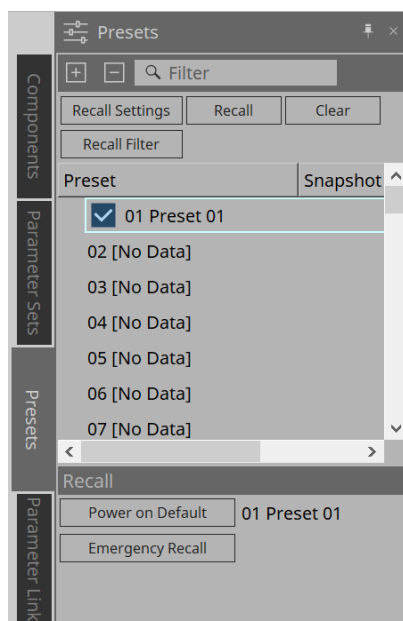 Presets
Filter
Recall Settings Recall Clear
Recall Filter
Preset Snapshot
01 Preset 01
02 [No Data]
03 [No Data]
04 [No Data]
05 [No Data]
06 [No Data]
07 [No Data]
Recall
Power on Default 01 Preset 01
Emergency Recall
Components
Parameter Sets
Presets
Parameter Link